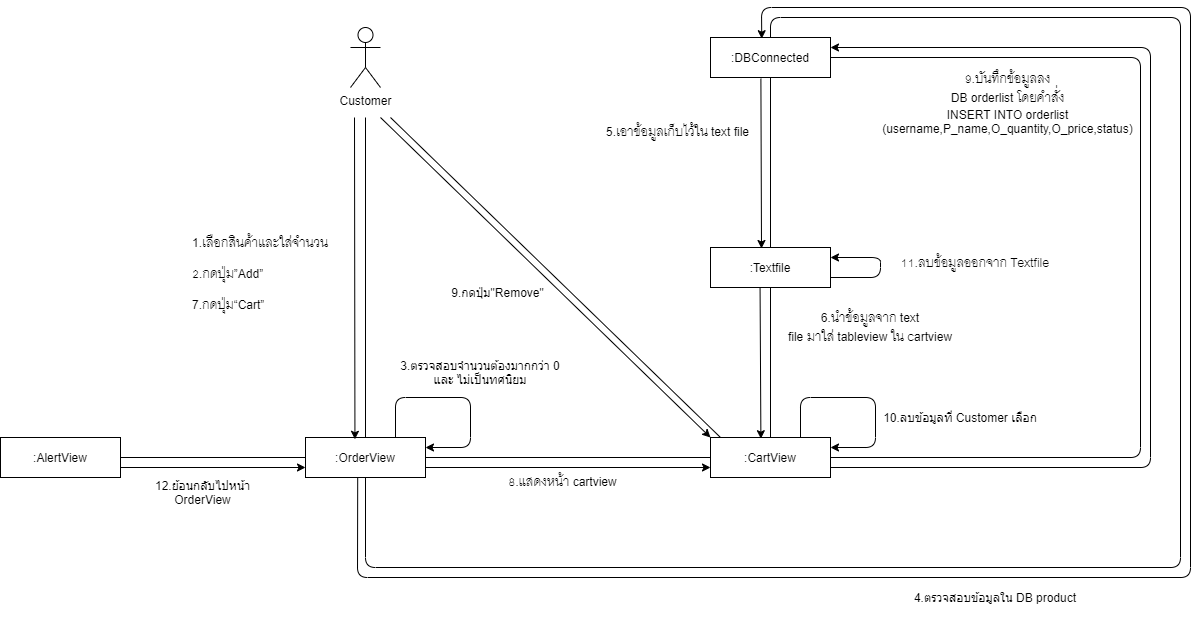 :DBConnected
Customer
9.บันทึกข้อมูลลง
DB orderlist โดยคำสั่ง
INSERT INTO orderlist
(username,P_name,O_quantity,O_price,status)
5.เอาข้อมูลเก็บไว้ใน text file
1.เลือกสินค้าและใส่จำนวน
2.กดปุ่ม"Add"
7.กดปุ่ม"Cart"
:Textfile
11.ลบข้อมูลออกจาก Textfile
9.กดปุ่ม"Remove"
6.นำข้อมูลจาก text
file มาใส่ tableview ใน cartview
3.ตรวจสอบจำนวนต้องมากกว่า 0
และ ไม่เป็นทศนิยม
10.ลบข้อมูลที่ Customer เลือก
:AlertView
:OrderView
:CartView
12.ย้อนกลับไปหน้า
OrderView
8.แสดงหน้า cartview
4.ตรวจสอบข้อมูลใน DB product